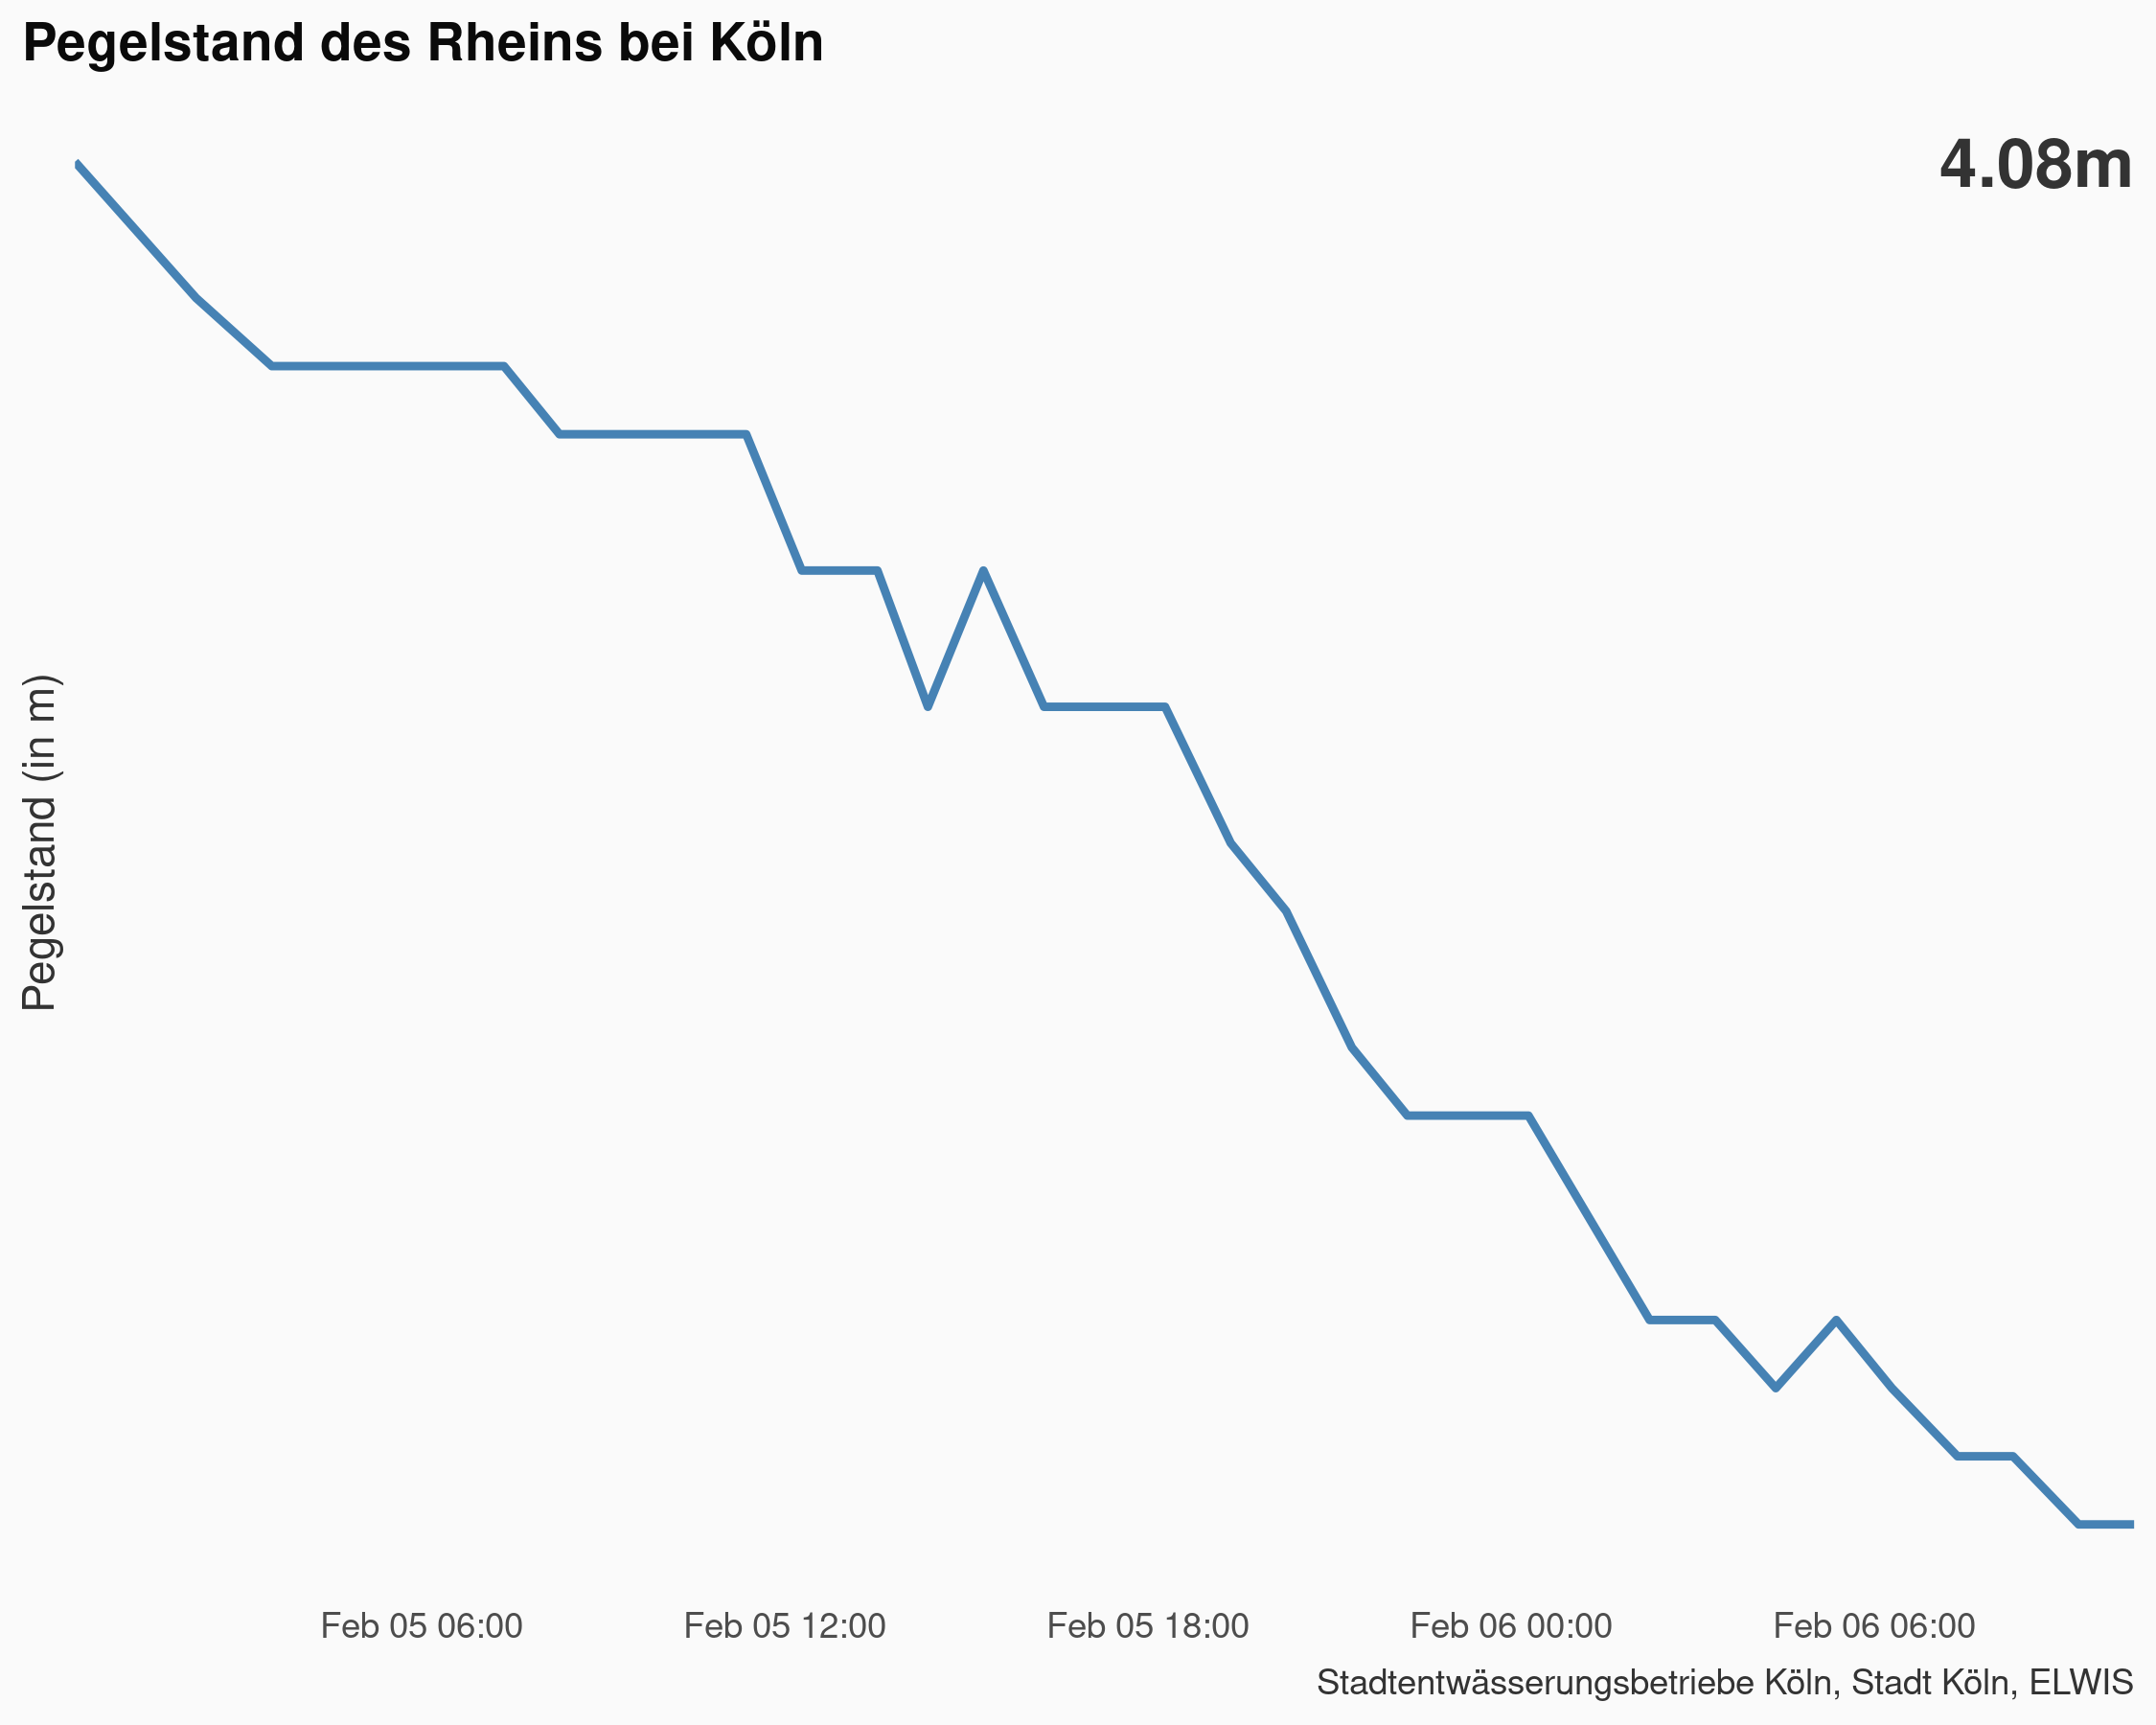 Pegelstand des Rheins bei Köln
4.08m
Pegelstand (in m)
Feb 05 06:00 Feb 05 12:00 Feb 05 18:00 Feb 06 00:00 Feb 06 06:00
Stadtentwässerungsbetriebe Köln, Stadt Köln, ELWIS